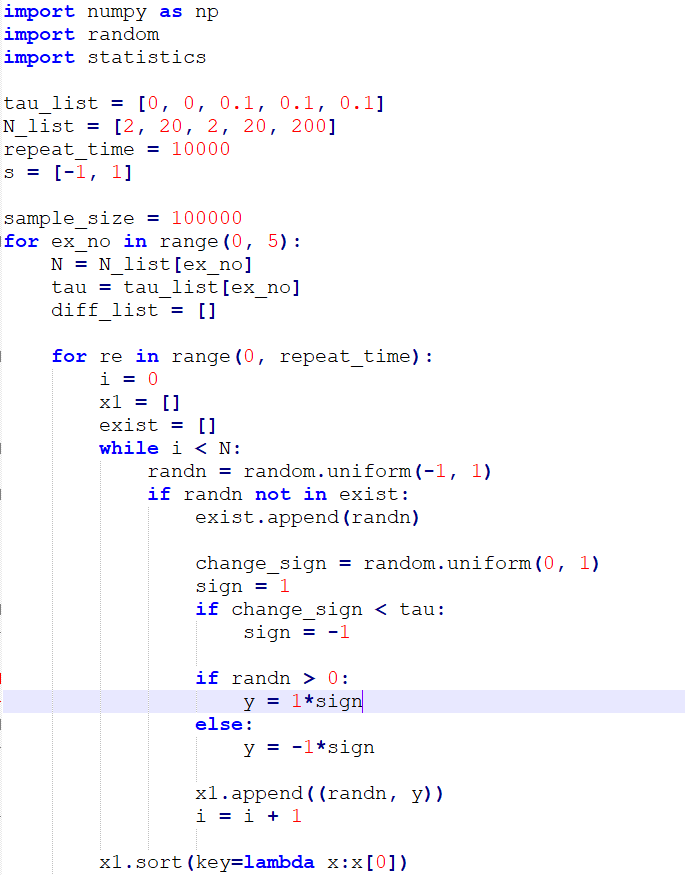 import numpy as np
import random
import statistics

tau_list = [0, 0, 0.1, 0.1, 0.1]
N_list = [2, 20, 2, 20, 200]
repeat_time = 10000
s = [-1, 1]

sample_size = 100000
for ex_no in range(0, 5):
    N = N_list[ex_no]
    tau = tau_list[ex_no]
    diff_list = []

    for re in range(0, repeat_time):
        i = 0
        x1 = []
        exist = []
        while i < N:
            randn = random.uniform(-1, 1)
            if randn not in exist:
                exist.append(randn)

                change_sign = random.uniform(0, 1)
                sign = 1
                if change_sign < tau:
                    sign = -1

                if randn > 0:
                    y = 1*sign
                else:
                    y = -1*sign

                x1.append((randn, y))
                i = i + 1

        x1.sort(key=lambda x:x[0])